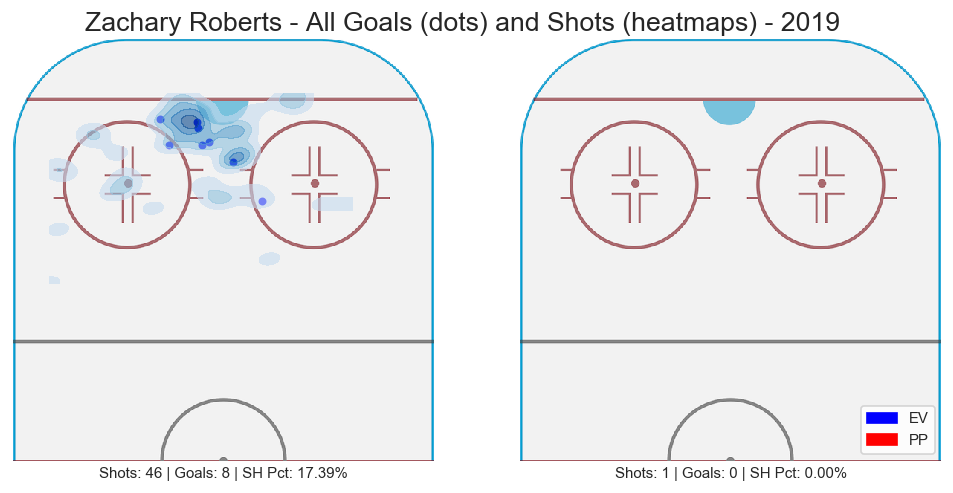 Zachary Roberts - All Goals (dots) and Shots (heatmaps) - 2019
EV
PP
Shots: 46 | Goals: 8 | SH Pct: 17.39%
Shots: 1 | Goals: 0 | SH Pct: 0.00%